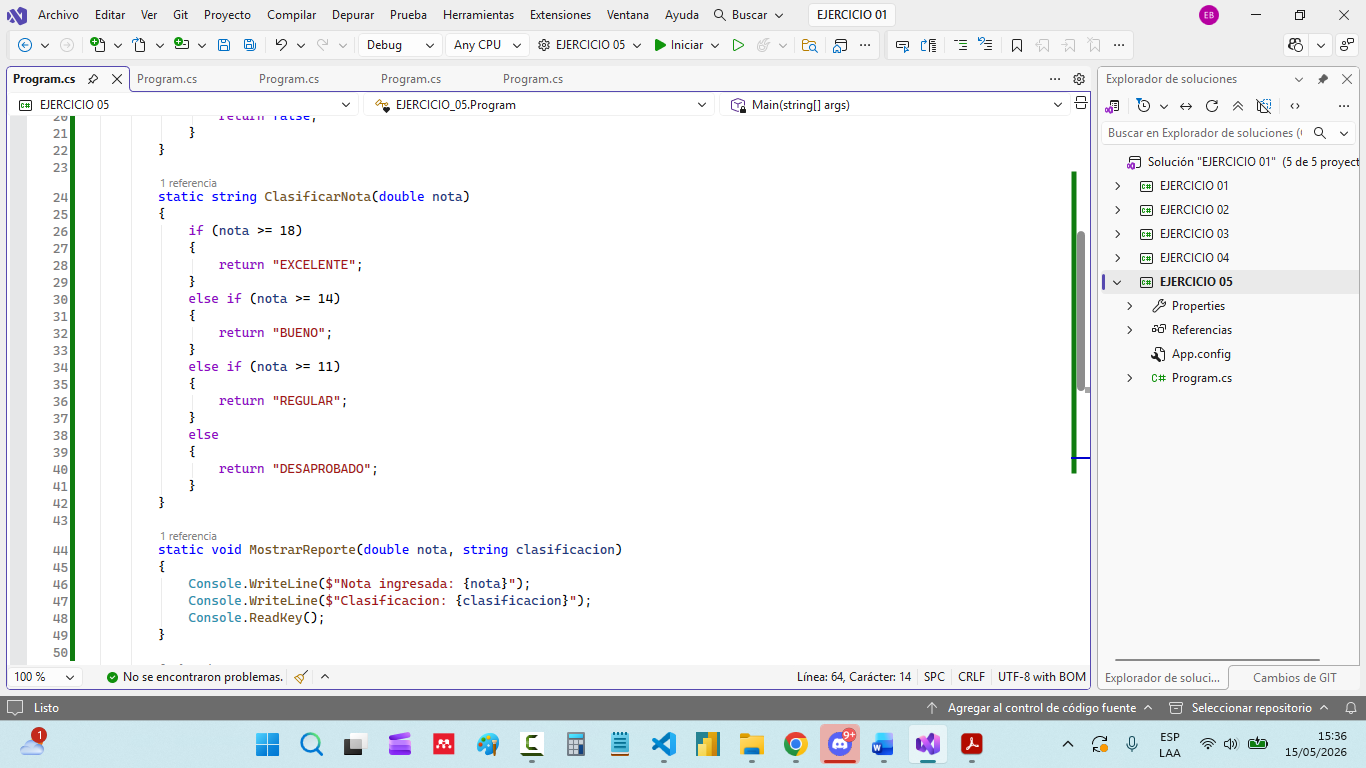 Archivo Editar Ver Git Proyecto Compilar Depurar Prueba Herramientas Extensiones Ventana Ayuda Buscar EJERCICIO 01 EB
Debug Any CPU EJERCICIO 05 Iniciar
Program.cs Program.cs Program.cs Program.cs Program.cs
EJERCICIO 05 EJERCICIO_05.Program Main(string[] args)
20 return false;
21 }
22 }
23
1 referencia
24 static string ClasificarNota(double nota)
25 {
26 if (nota >= 18)
27 {
28 return "EXCELENTE";
29 }
30 else if (nota >= 14)
31 {
32 return "BUENO";
33 }
34 else if (nota >= 11)
35 {
36 return "REGULAR";
37 }
38 else
39 {
40 return "DESAPROBADO";
41 }
42 }
43
1 referencia
44 static void MostrarReporte(double nota, string clasificacion)
45 {
46 Console.WriteLine($"Nota ingresada: {nota}");
47 Console.WriteLine($"Clasificacion: {clasificacion}");
48 Console.ReadKey();
49 }
50
100 % No se encontraron problemas. Línea: 64, Carácter: 14 SPC CRLF UTF-8 with BOM
Explorador de soluciones
Buscar en Explorador de soluciones (
Solución "EJERCICIO 01" (5 de 5 proyect
C# EJERCICIO 01
C# EJERCICIO 02
C# EJERCICIO 03
C# EJERCICIO 04
C# EJERCICIO 05
Properties
Referencias
App.config
C# Program.cs
Explorador de soluci... Cambios de GIT
Listo Agregar al control de código fuente Seleccionar repositorio
1 9+ ESP LAA 15:36 15/05/2026